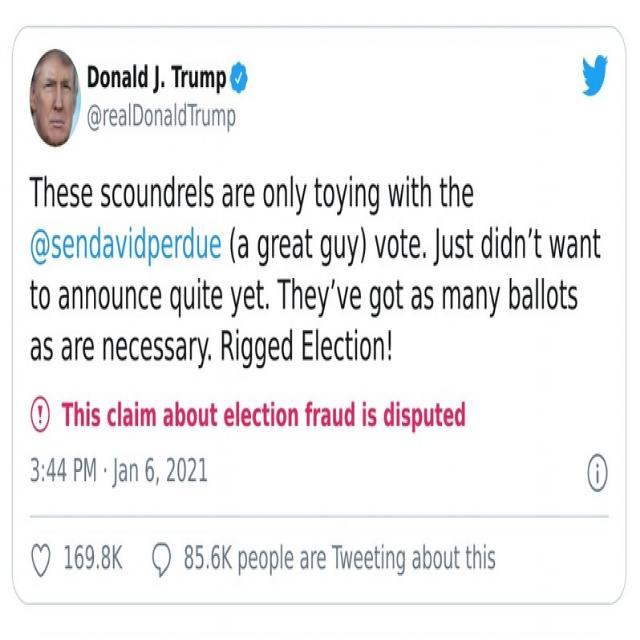 Donald J. Trump
@realDonaldTrump
These scoundrels are only toying with the
@sendavidperdue (a great guy) vote. Just didn’t want
to announce quite yet. They’ve got as many ballots
as are necessary. Rigged Election!
This claim about election fraud is disputed
3:44 PM · Jan 6, 2021
169.8K 85.6K people are Tweeting about this